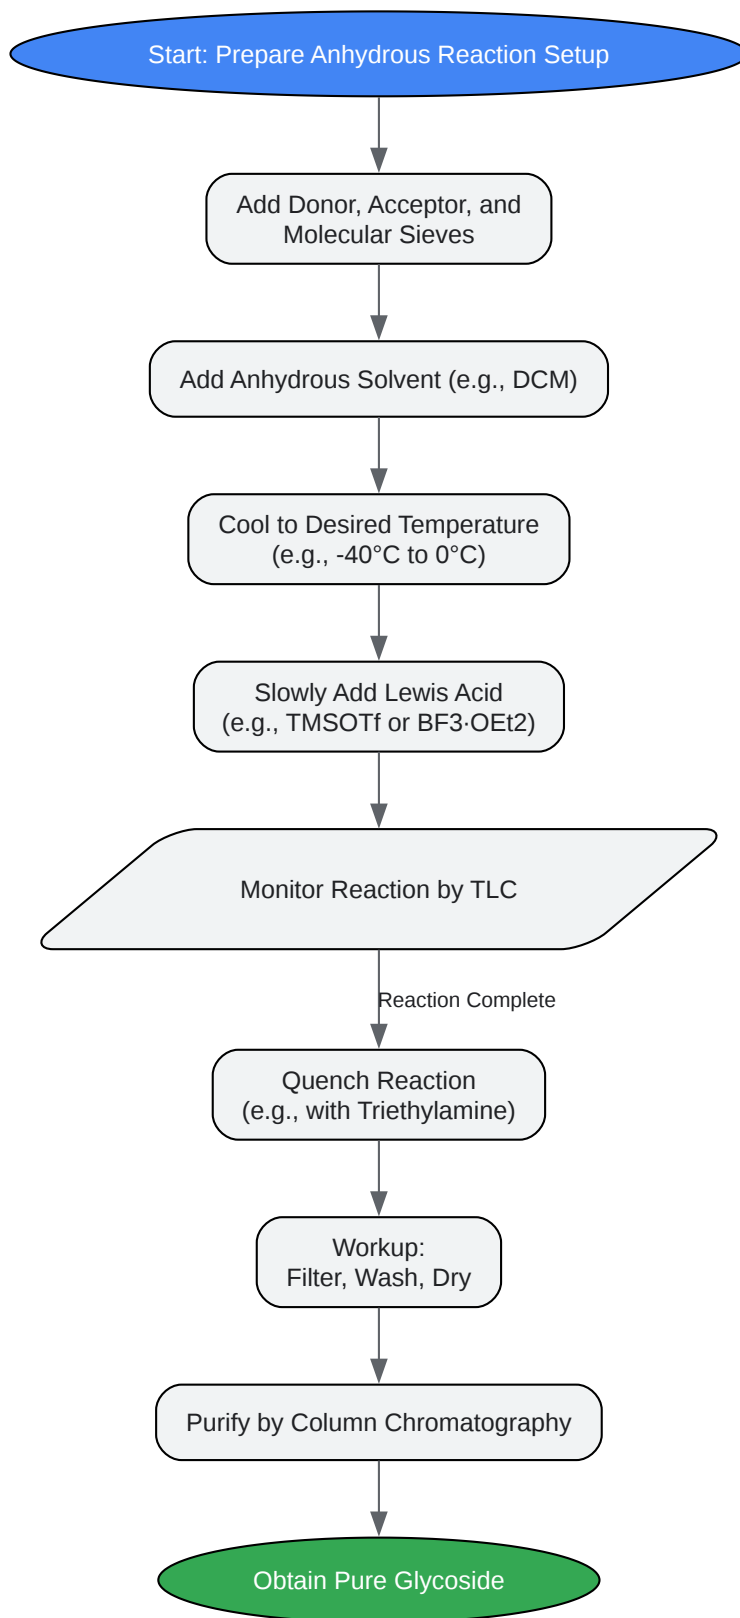 Start: Prepare Anhydrous Reaction Setup
Add Donor, Acceptor, and
Molecular Sieves
Add Anhydrous Solvent (e.g., DCM)
Cool to Desired Temperature
(e.g., -40°C to 0°C)
Slowly Add Lewis Acid
(e.g., TMSOTf or BF3·OEt2)
Monitor Reaction by TLC
Reaction Complete
Quench Reaction
(e.g., with Triethylamine)
Workup:
Filter, Wash, Dry
Purify by Column Chromatography
Obtain Pure Glycoside